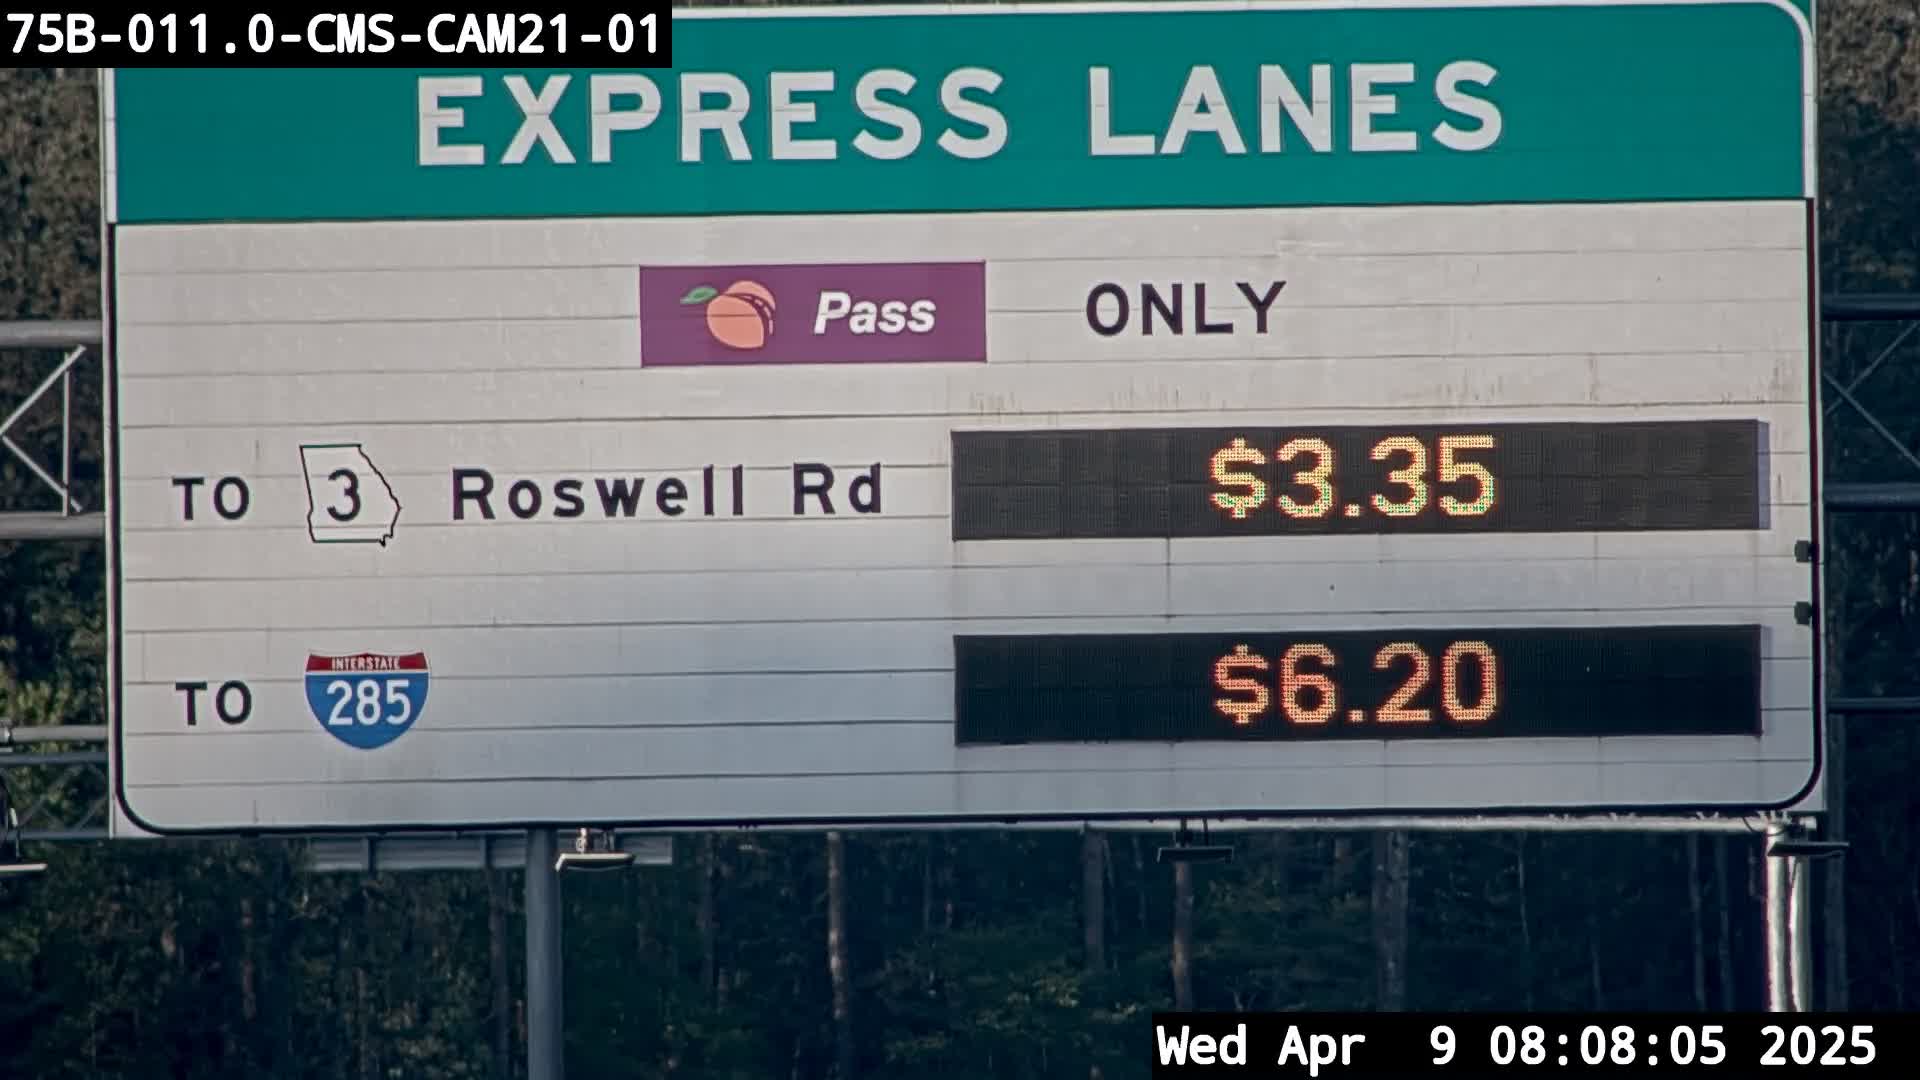 75B-011.0-CMS-CAM21-01
EXPRESS LANES
Pass ONLY
TO 3 Roswell Rd $3.35
TO INTERSTATE 285 $6.20
Wed Apr 9 08:08:05 2025